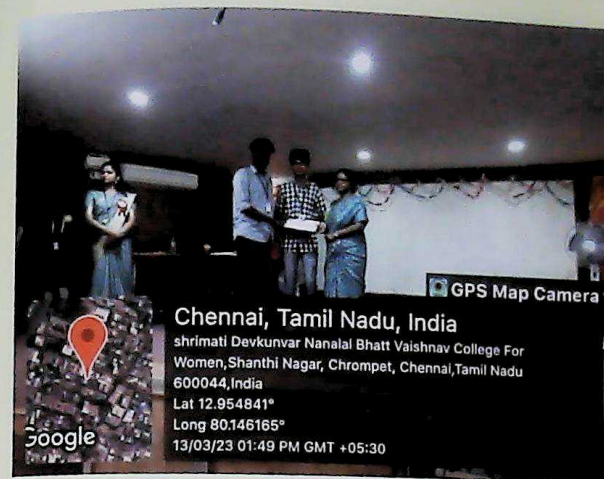 GPS Map Camera
Chennai, Tamil Nadu, India
shrimati Devkunvar Nanalal Bhatt Vaishnav College For
Women,Shanthi Nagar, Chrompet, Chennai,Tamil Nadu
600044,India
Lat 12.954841°
Long 80.146165°
13/03/23 01:49 PM GMT +05:30
Google